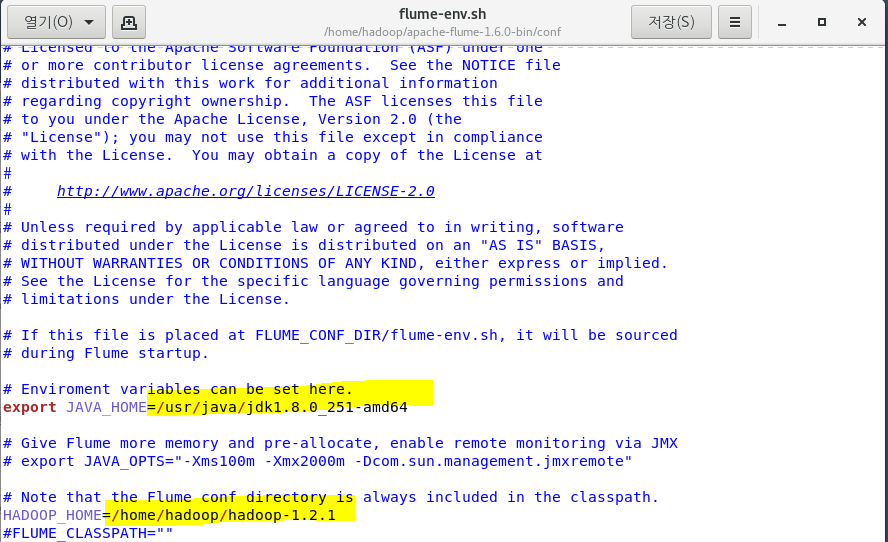 열기(O)
flume-env.sh
/home/hadoop/apache-flume-1.6.0-bin/conf
저장(S)
# Licensed to the Apache Software Foundation (ASF) under one
# or more contributor license agreements.  See the NOTICE file
# distributed with this work for additional information
# regarding copyright ownership.  The ASF licenses this file
# to you under the Apache License, Version 2.0 (the
# "License"); you may not use this file except in compliance
# with the License.  You may obtain a copy of the License at
#
#     http://www.apache.org/licenses/LICENSE-2.0
#
# Unless required by applicable law or agreed to in writing, software
# distributed under the License is distributed on an "AS IS" BASIS,
# WITHOUT WARRANTIES OR CONDITIONS OF ANY KIND, either express or implied.
# See the License for the specific language governing permissions and
# limitations under the License.
# If this file is placed at FLUME_CONF_DIR/flume-env.sh, it will be sourced
# during Flume startup.
# Enviroment variables can be set here.
export JAVA_HOME=/usr/java/jdk1.8.0_251-amd64
# Give Flume more memory and pre-allocate, enable remote monitoring via JMX
# export JAVA_OPTS="-Xms100m -Xmx2000m -Dcom.sun.management.jmxremote"
# Note that the Flume conf directory is always included in the classpath.
HADOOP_HOME=/home/hadoop/hadoop-1.2.1
#FLUME_CLASSPATH=""